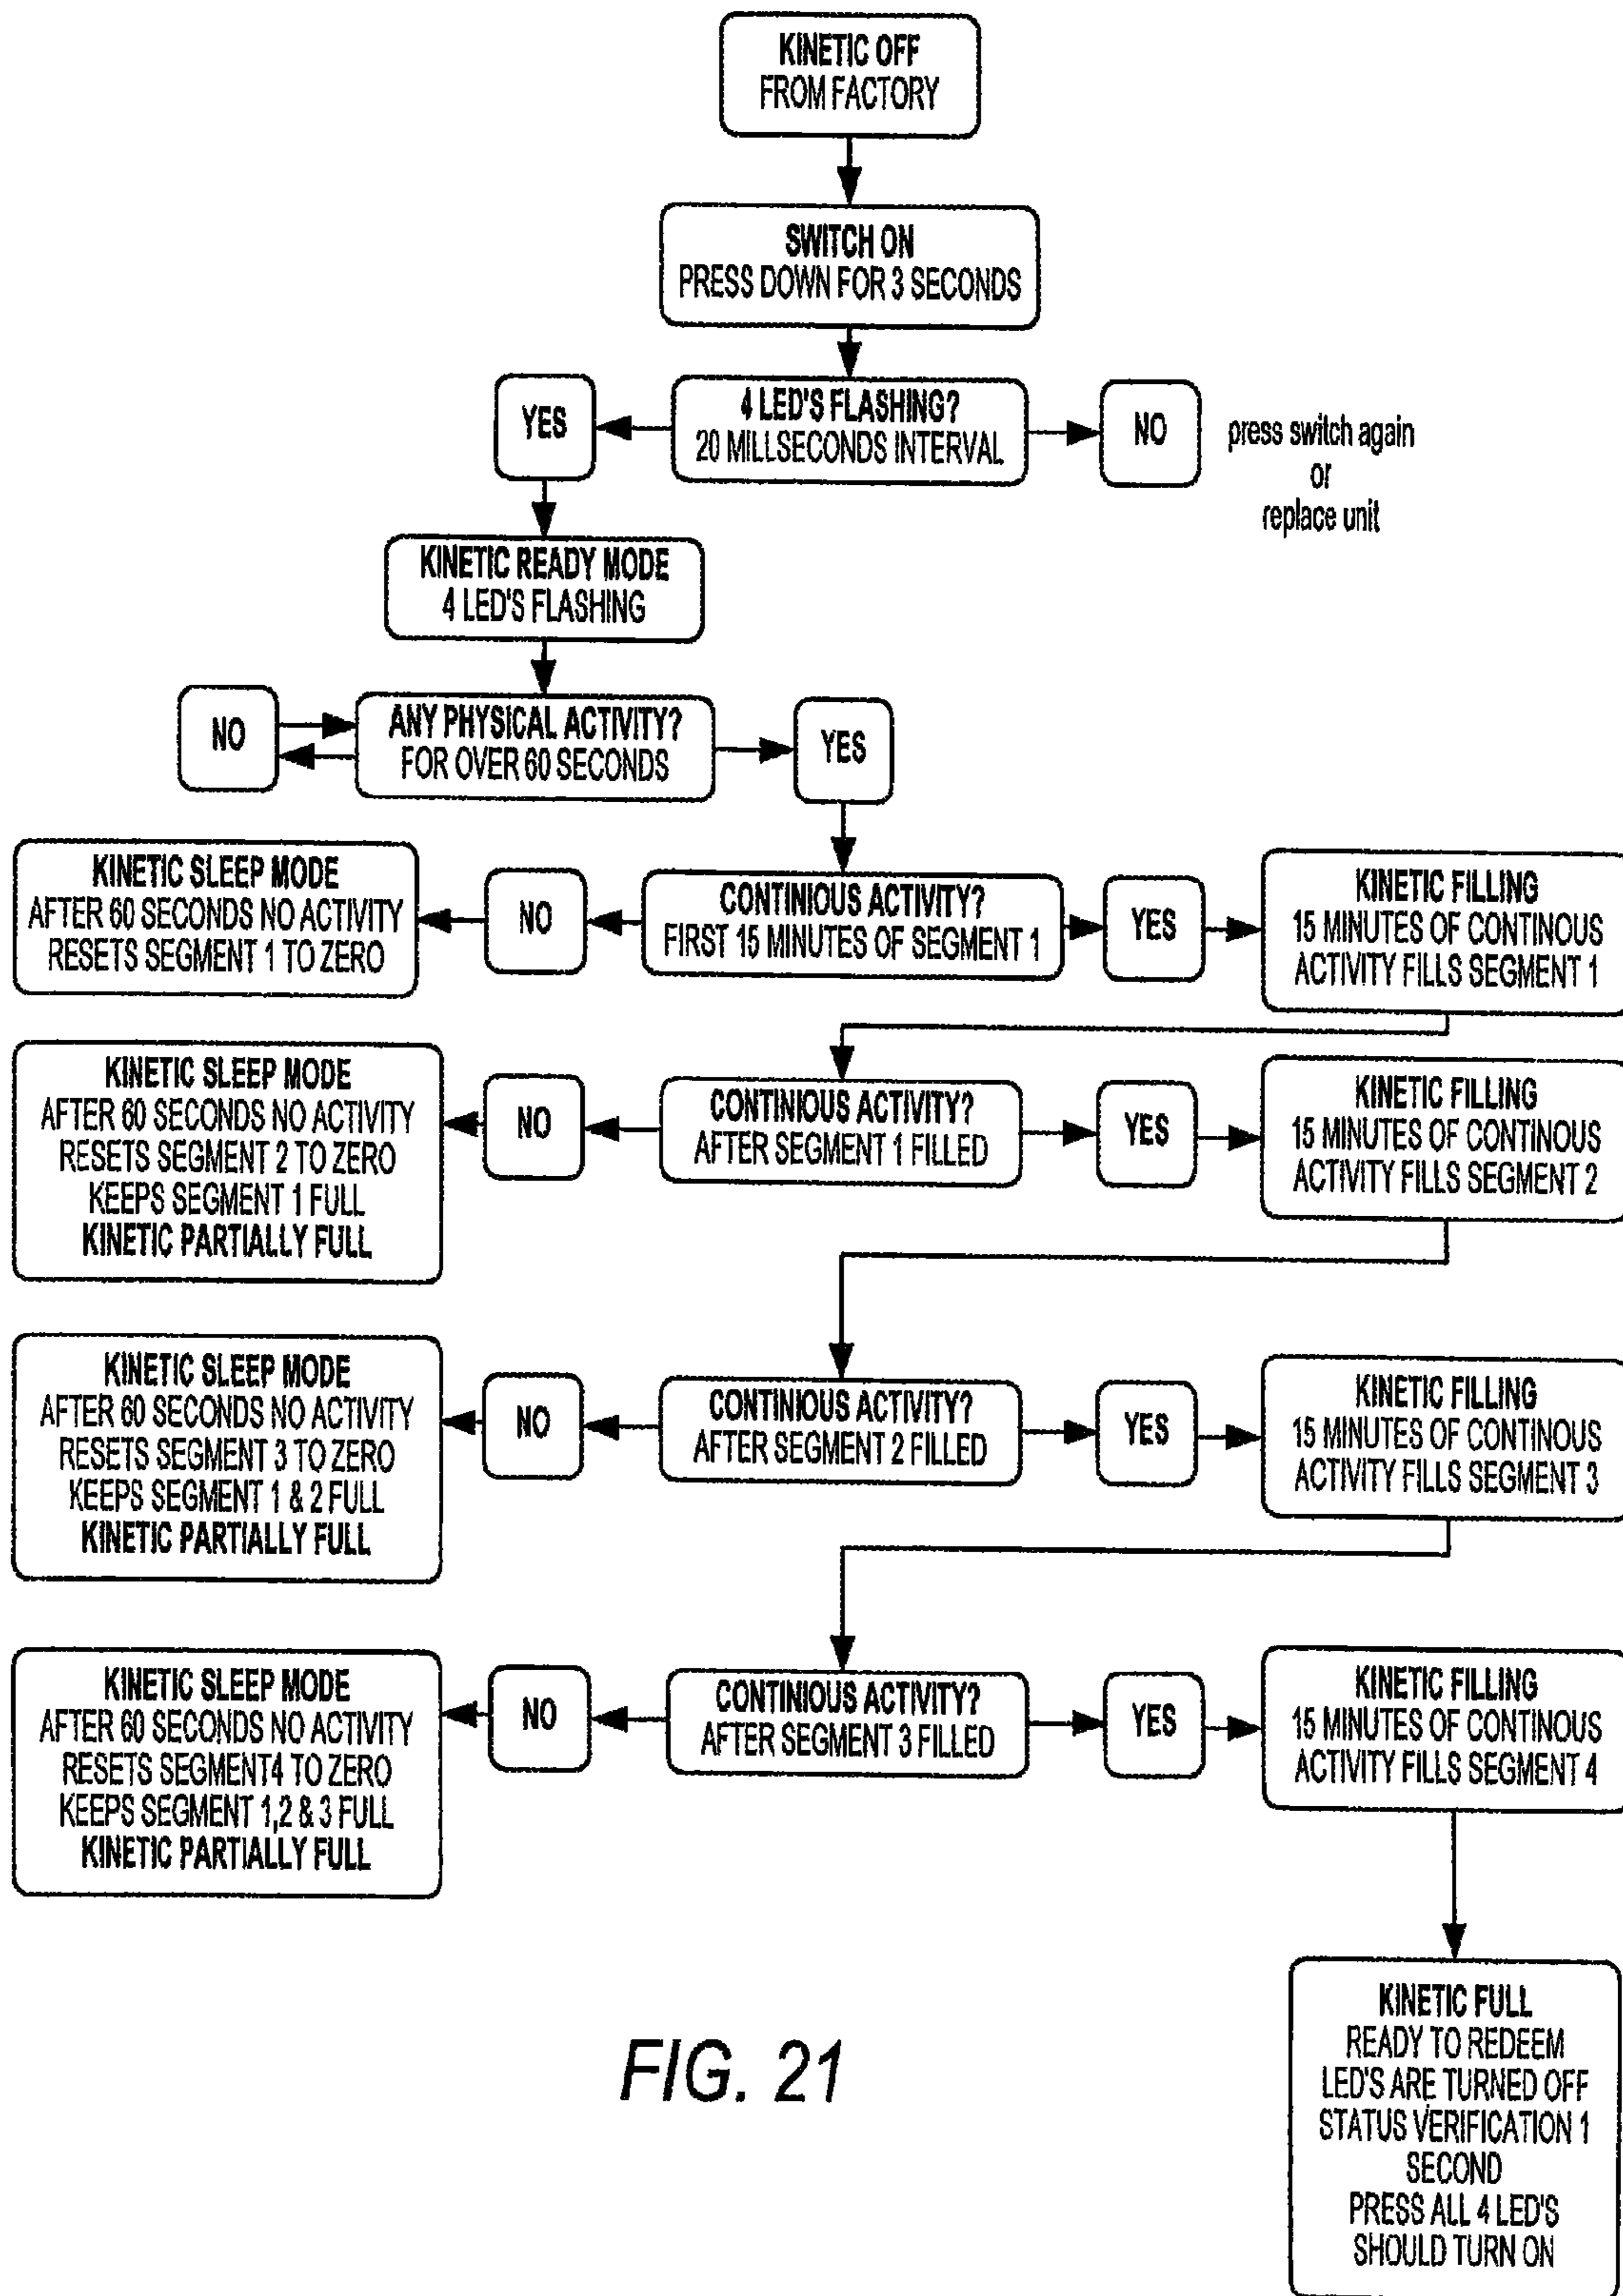 KINETIC OFF
FROM FACTORY
SWITCH ON
PRESS DOWN FOR 3 SECONDS
YES
4 LED'S FLASHING?
20 MILLSECONDS INTERVAL
NO
press switch again
or
replace unit
KINETIC READY MODE
4 LED'S FLASHING
NO
ANY PHYSICAL ACTIVITY?
FOR OVER 60 SECONDS
YES
KINETIC SLEEP MODE
AFTER 60 SECONDS NO ACTIVITY
RESETS SEGMENT 1 TO ZERO
NO
CONTINIOUS ACTIVITY?
FIRST 15 MINUTES OF SEGMENT 1
YES
KINETIC FILLING
15 MINUTES OF CONTINOUS
ACTIVITY FILLS SEGMENT 1
KINETIC SLEEP MODE
AFTER 60 SECONDS NO ACTIVITY
RESETS SEGMENT 2 TO ZERO
KEEPS SEGMENT 1 FULL
KINETIC PARTIALLY FULL
NO
CONTINIOUS ACTIVITY?
AFTER SEGMENT 1 FILLED
YES
KINETIC FILLING
15 MINUTES OF CONTINOUS
ACTIVITY FILLS SEGMENT 2
KINETIC SLEEP MODE
AFTER 60 SECONDS NO ACTIVITY
RESETS SEGMENT 3 TO ZERO
KEEPS SEGMENT 1 & 2 FULL
KINETIC PARTIALLY FULL
NO
CONTINIOUS ACTIVITY?
AFTER SEGMENT 2 FILLED
YES
KINETIC FILLING
15 MINUTES OF CONTINOUS
ACTIVITY FILLS SEGMENT 3
KINETIC SLEEP MODE
AFTER 60 SECONDS NO ACTIVITY
RESETS SEGMENT4 TO ZERO
KEEPS SEGMENT 1,2 & 3 FULL
KINETIC PARTIALLY FULL
NO
CONTINIOUS ACTIVITY?
AFTER SEGMENT 3 FILLED
YES
KINETIC FILLING
15 MINUTES OF CONTINOUS
ACTIVITY FILLS SEGMENT 4
KINETIC FULL
READY TO REDEEM
LED'S ARE TURNED OFF
STATUS VERIFICATION 1
SECOND
PRESS ALL 4 LED'S
SHOULD TURN ON
FIG. 21